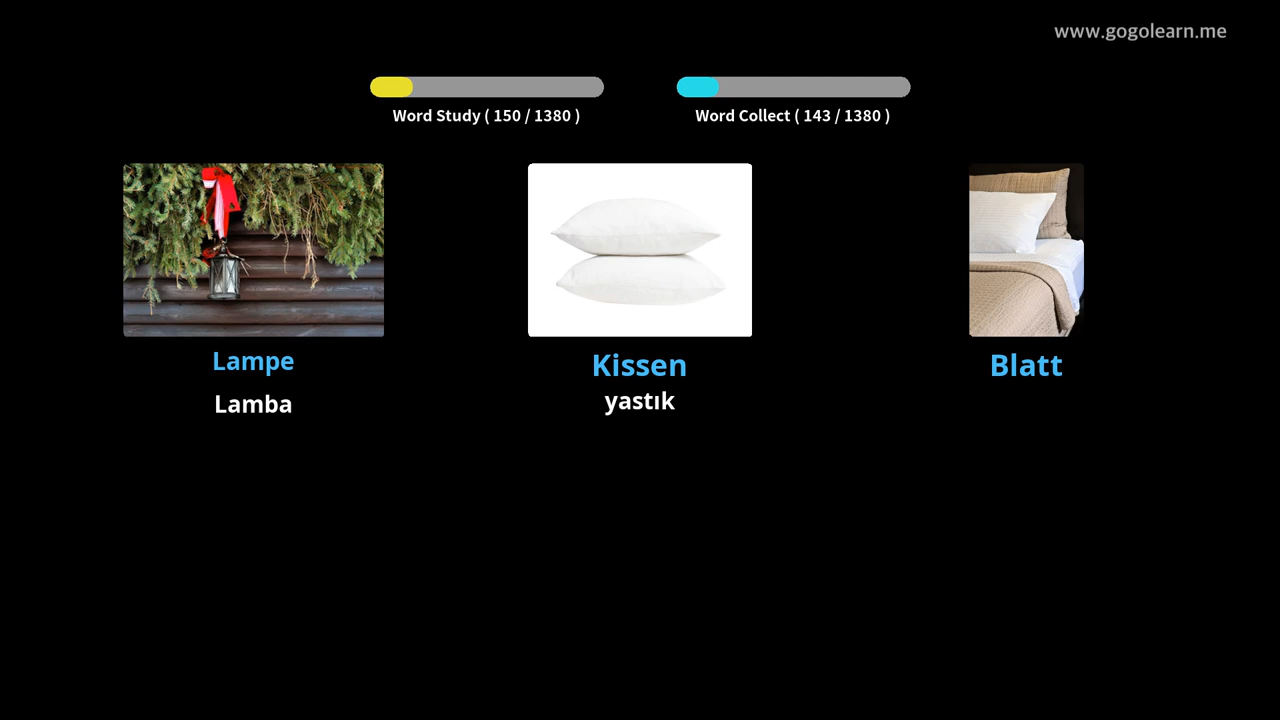 www.gogolearn.me
Word Study ( 150 / 1380 )
Word Collect ( 143 / 1380 )
Lampe
Lamba
Kissen
yastık
Blatt